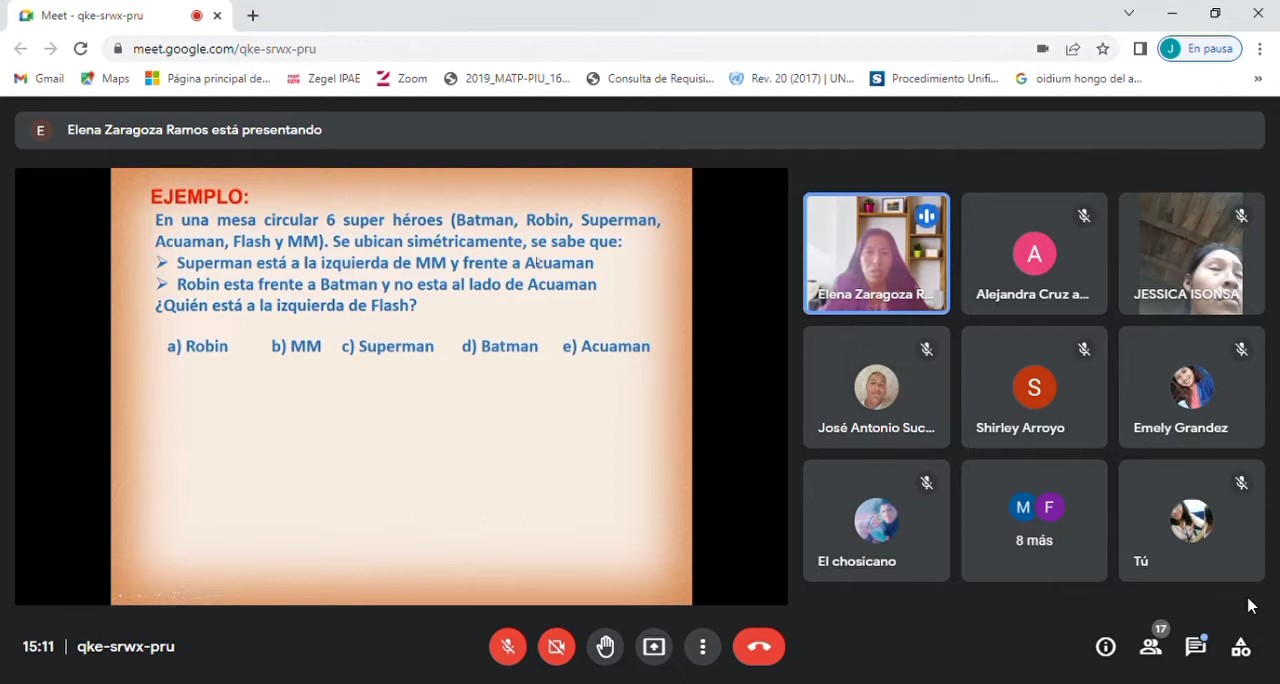 Meet - qke-srwx-pru
meet.google.com/qke-srwx-pru
J En pausa
Gmail Maps Página principal de... Zegel IPAE Zoom 2019_MATP-PIU_16... Consulta de Requisi... Rev. 20 (2017) | UN... Procedimiento Unifi... oidium hongo del a... »
E Elena Zaragoza Ramos está presentando
EJEMPLO:
En una mesa circular 6 super héroes (Batman, Robin, Superman,
Acuaman, Flash y MM). Se ubican simétricamente, se sabe que:
➢ Superman está a la izquierda de MM y frente a Acuaman
➢ Robin esta frente a Batman y no esta al lado de Acuaman
¿Quién está a la izquierda de Flash?
a) Robin b) MM c) Superman d) Batman e) Acuaman
Elena Zaragoza R...
A
Alejandra Cruz a...
JESSICA ISONSA
José Antonio Suc...
S
Shirley Arroyo
Emely Grandez
El chosicano
M F
8 más
Tú
15:11 | qke-srwx-pru
17